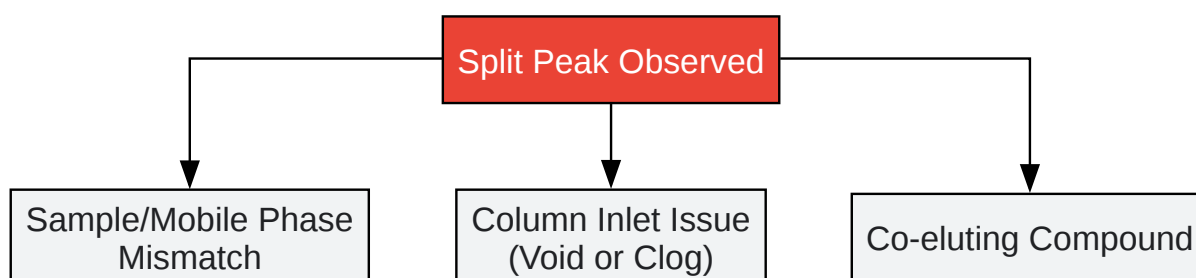 Split Peak Observed
Sample/Mobile Phase
Mismatch
Column Inlet Issue
(Void or Clog)
Co-eluting Compound